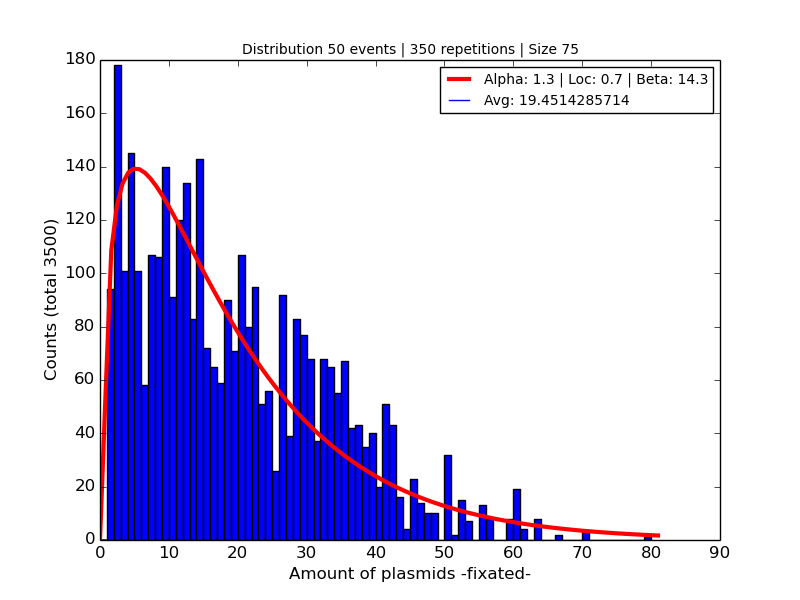 Distribution 50 events | 350 repetitions | Size 75
Alpha: 1.3 | Loc: 0.7 | Beta: 14.3
Avg: 19.4514285714
180
160
140
120
100
80
60
40
20
0
Counts (total 3500)
0 10 20 30 40 50 60 70 80 90
Amount of plasmids -fixated-